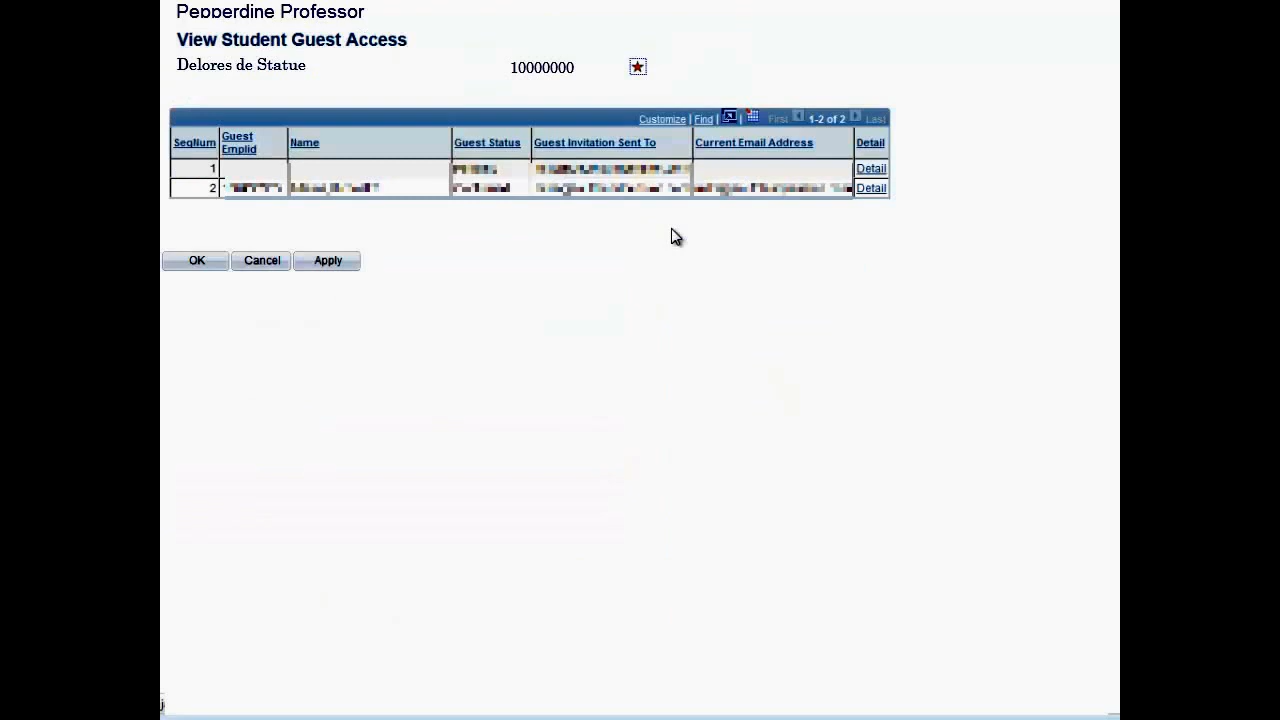 Pepperdine Professor
View Student Guest Access
Delores de Statue 10000000
Customize | Find | | First 1-2 of 2 Last
SeqNum Guest Emplid Name Guest Status Guest Invitation Sent To Current Email Address Detail
1 Detail
2 Detail
OK Cancel Apply